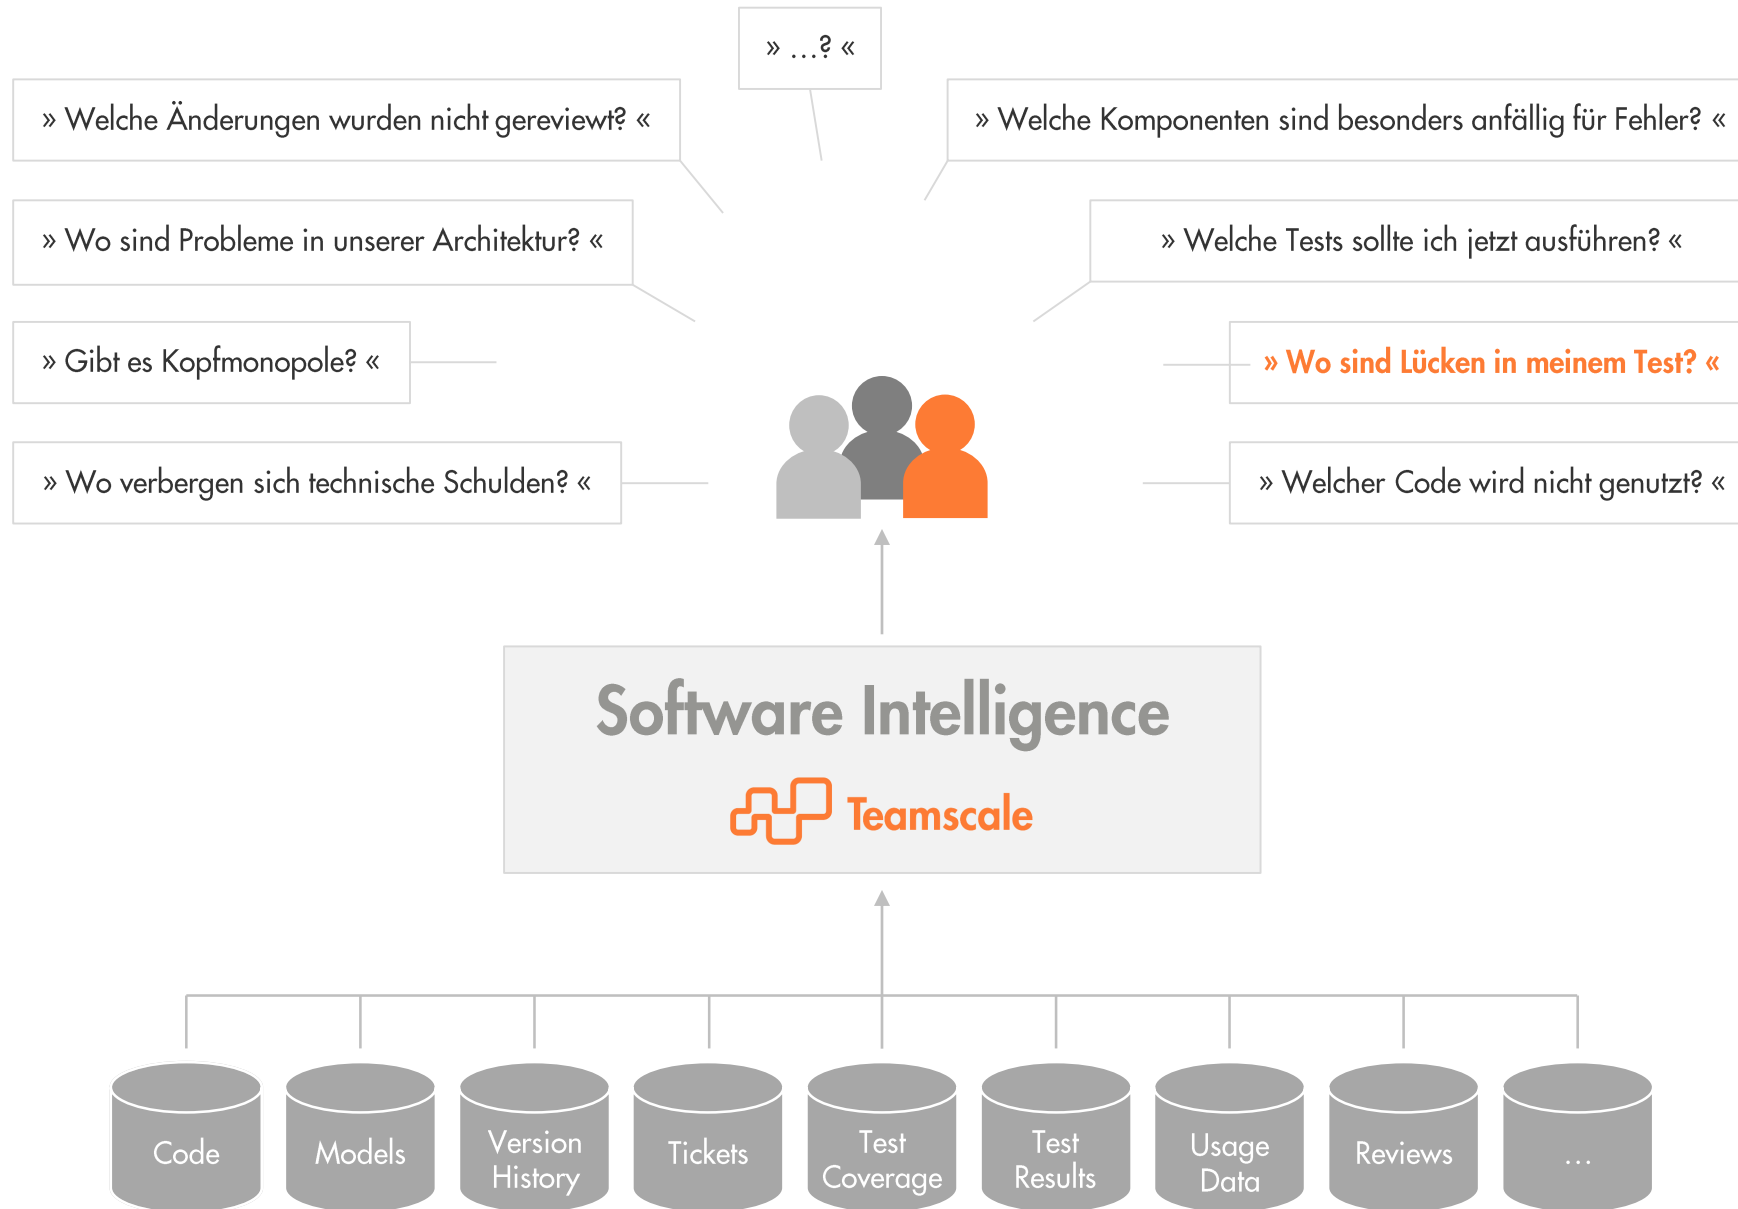 » …? «
» Welche Änderungen wurden nicht gereviewt? «
» Welche Komponenten sind besonders anfällig für Fehler? «
» Wo sind Probleme in unserer Architektur? «
» Welche Tests sollte ich jetzt ausführen? «
» Gibt es Kopfmonopole? «
» Wo sind Lücken in meinem Test? «
» Wo verbergen sich technische Schulden? «
» Welcher Code wird nicht genutzt? «
Software Intelligence
Teamscale
Code
Models
Version
History
Tickets
Test
Coverage
Test
Results
Usage
Data
Reviews
…